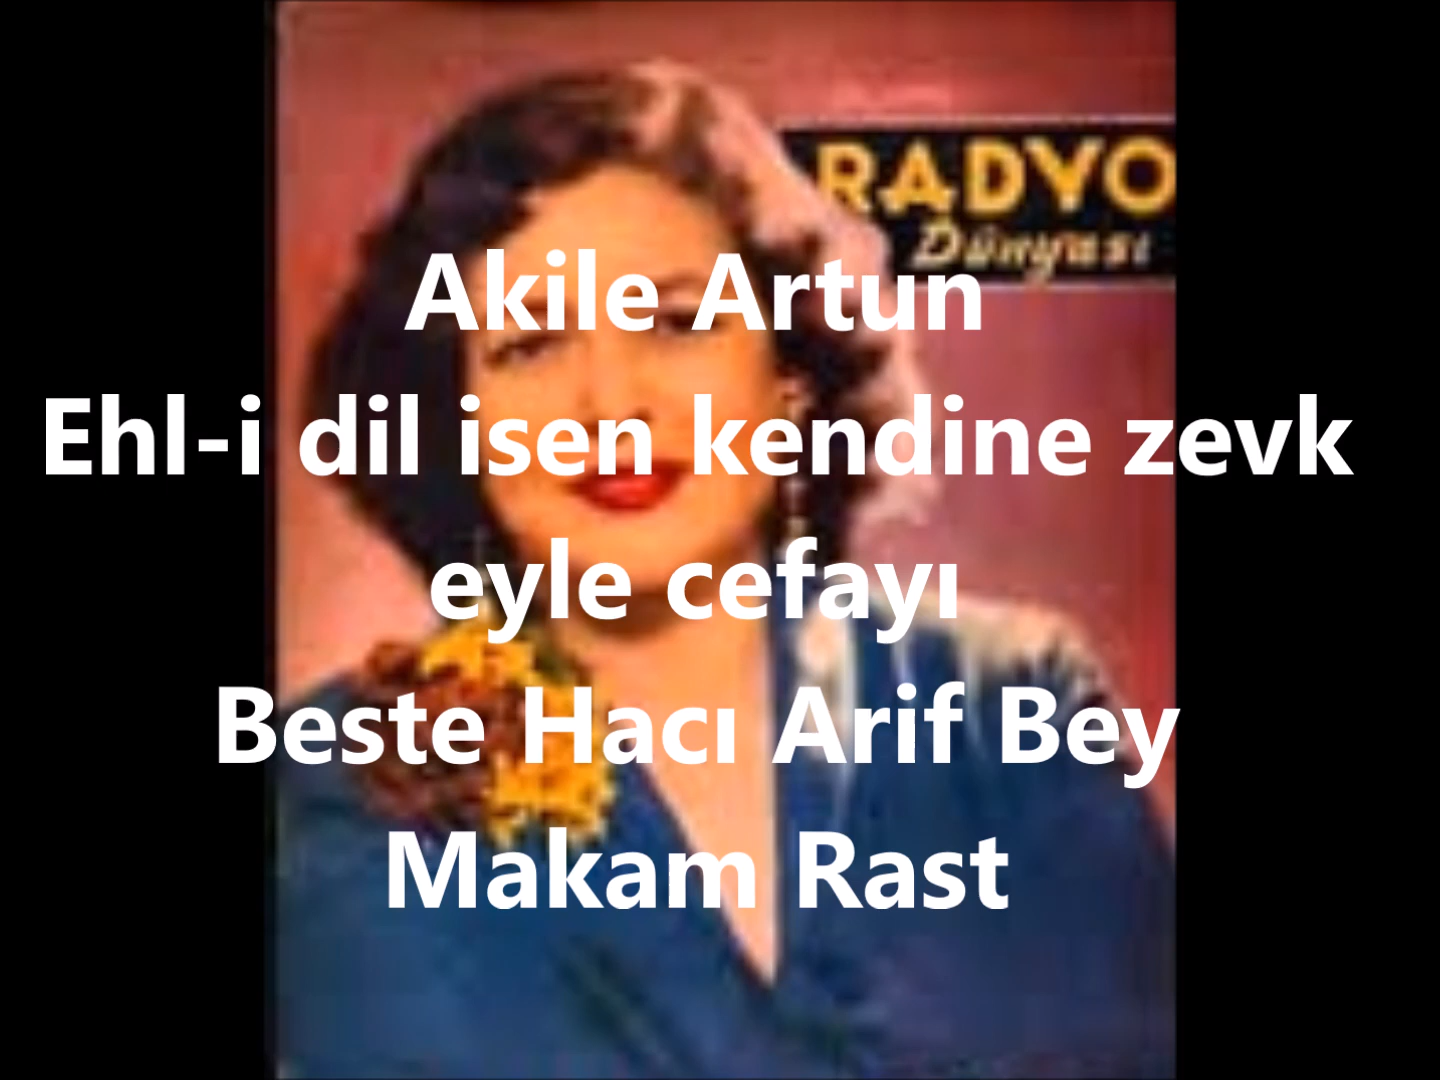 RADYO
Dünyası
Akile Artun
Ehl-i dil isen kendine zevk
eyle cefayı
Beste Hacı Arif Bey
Makam Rast